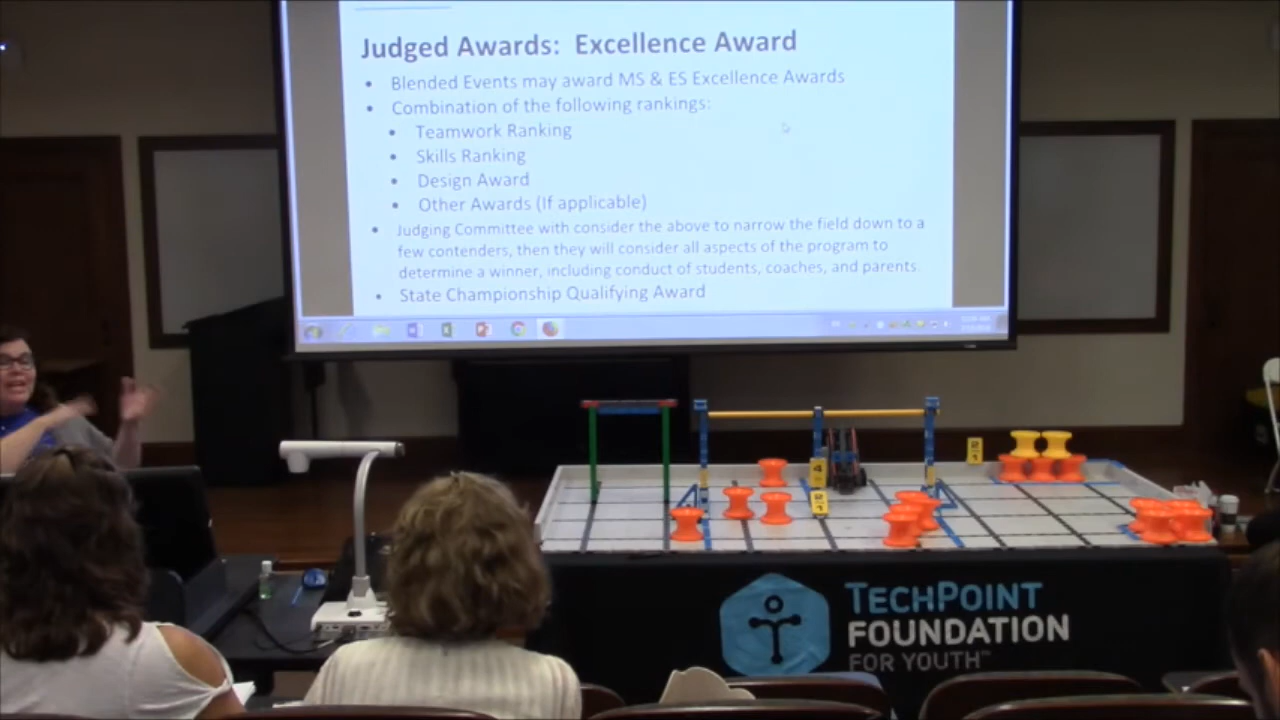 Judged Awards: Excellence Award
• Blended Events may award MS & ES Excellence Awards
• Combination of the following rankings:
• Teamwork Ranking
• Skills Ranking
• Design Award
• Other Awards (If applicable)
• Judging Committee with consider the above to narrow the field down to a
few contenders, then they will consider all aspects of the program to
determine a winner, including conduct of students, coaches, and parents.
• State Championship Qualifying Award
4
TECHPOINT
FOUNDATION
FOR YOUTH™